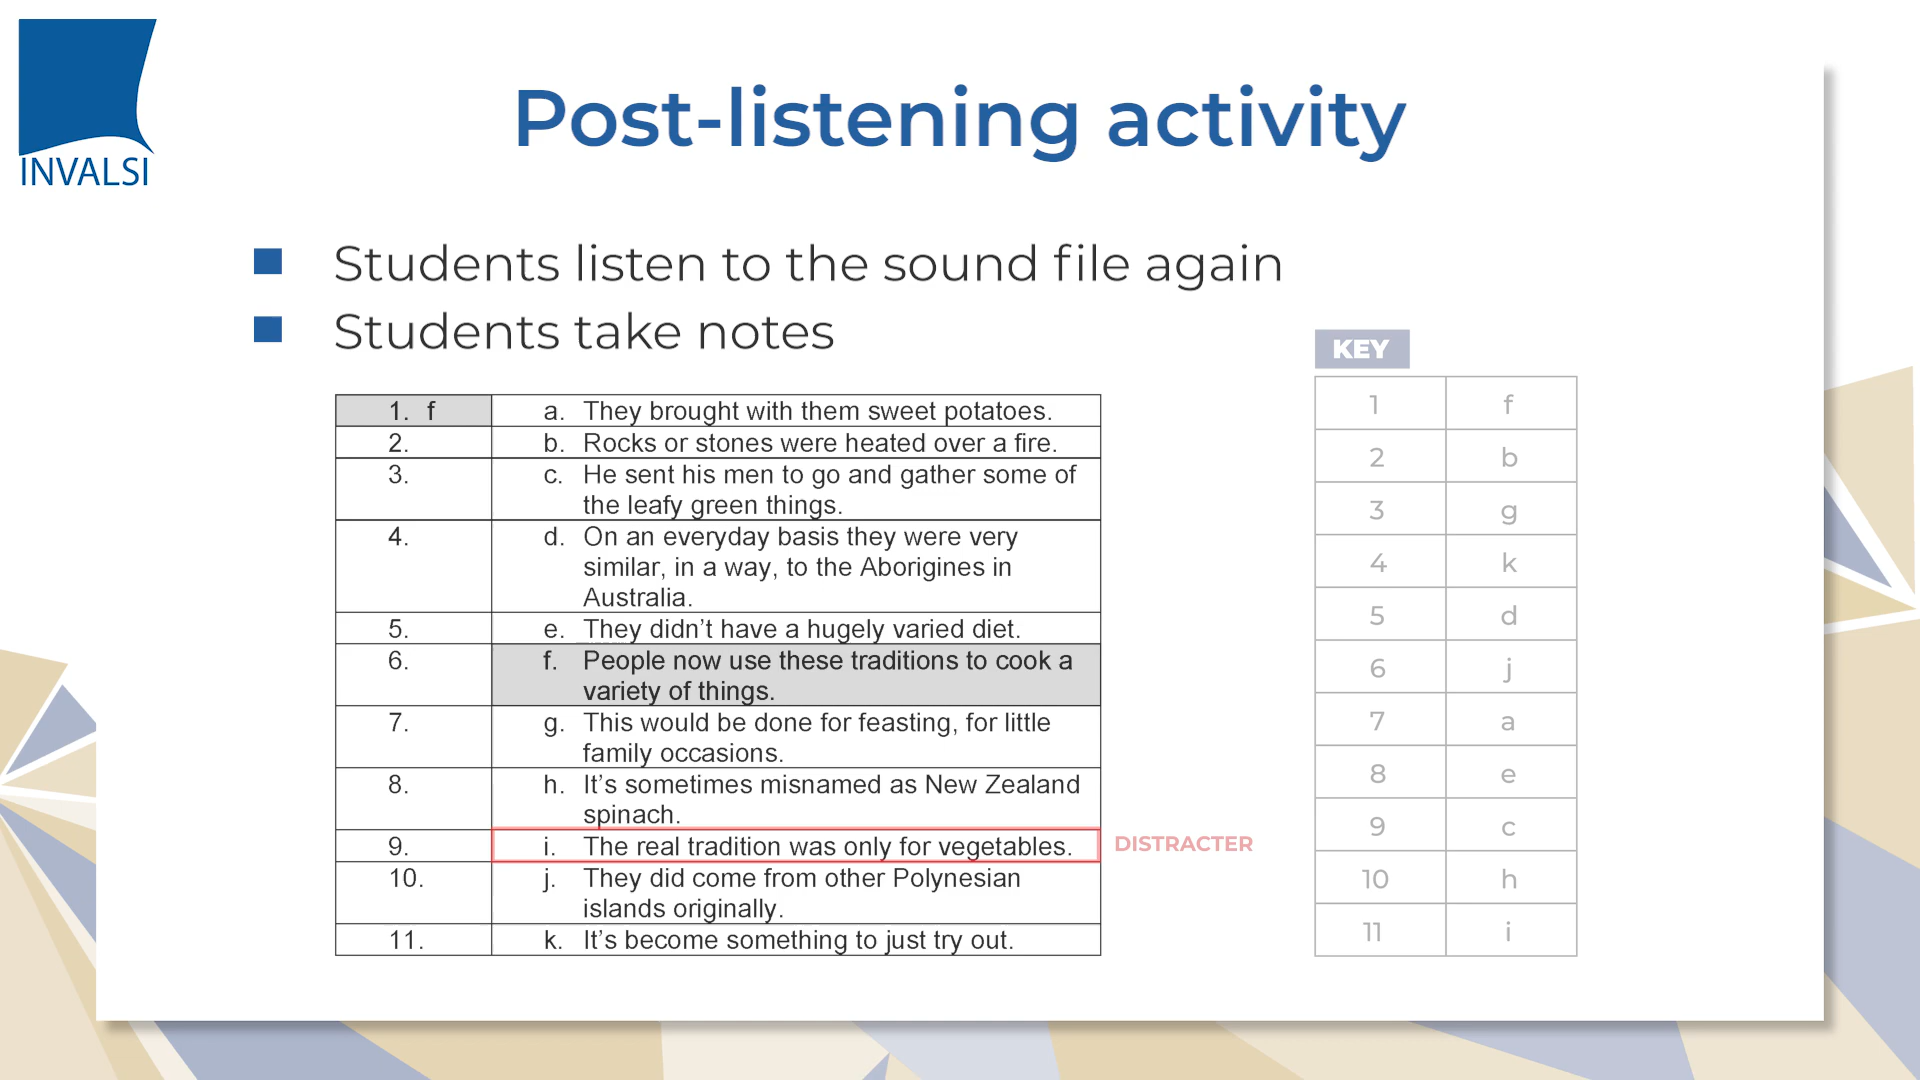 INVALSI
Post-listening activity
Students listen to the sound file again
Students take notes
1. f a. They brought with them sweet potatoes.
2. b. Rocks or stones were heated over a fire.
3. c. He sent his men to go and gather some of
the leafy green things.
4. d. On an everyday basis they were very
similar, in a way, to the Aborigines in
Australia.
5. e. They didn't have a hugely varied diet.
6. f. People now use these traditions to cook a
variety of things.
7. g. This would be done for feasting, for little
family occasions.
8. h. It's sometimes misnamed as New Zealand
spinach.
9. i. The real tradition was only for vegetables.
10. j. They did come from other Polynesian
islands originally.
11. k. It's become something to just try out.
DISTRACTER
KEY
1 f
2 b
3 g
4 k
5 d
6 j
7 a
8 e
9 c
10 h
11 i